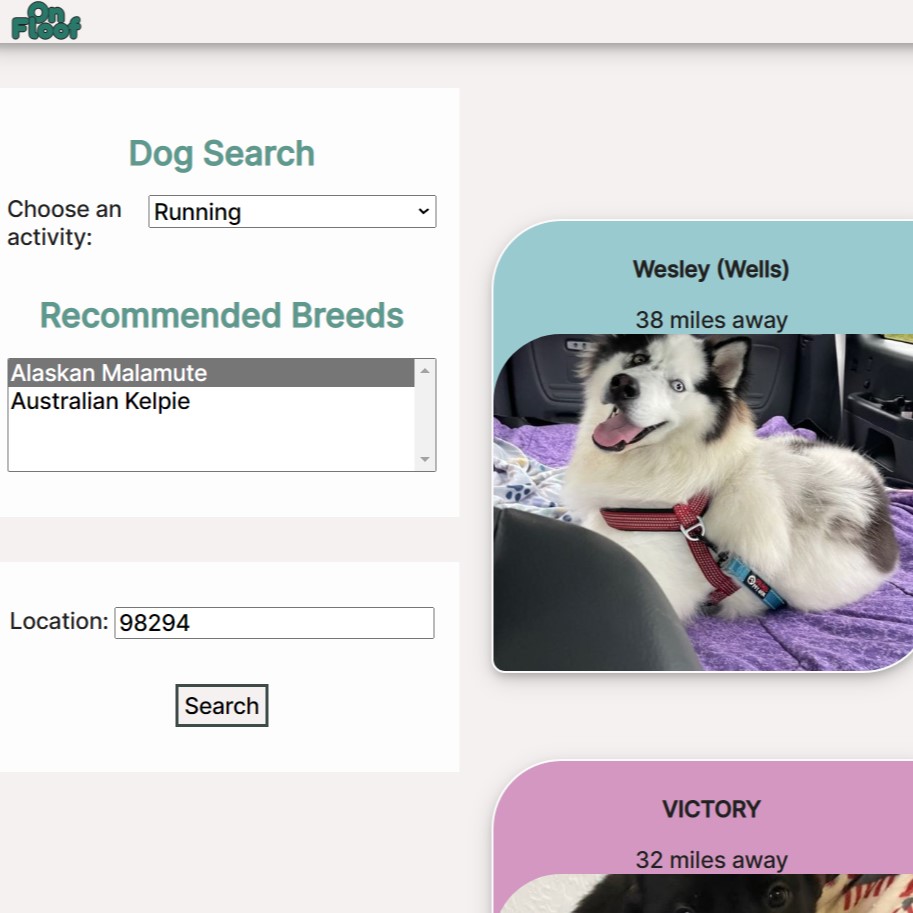 On
Floof
Dog Search
Choose an
activity:
Running
Recommended Breeds
Alaskan Malamute
Australian Kelpie
Location:
98294
Search
Wesley (Wells)
38 miles away
VICTORY
32 miles away